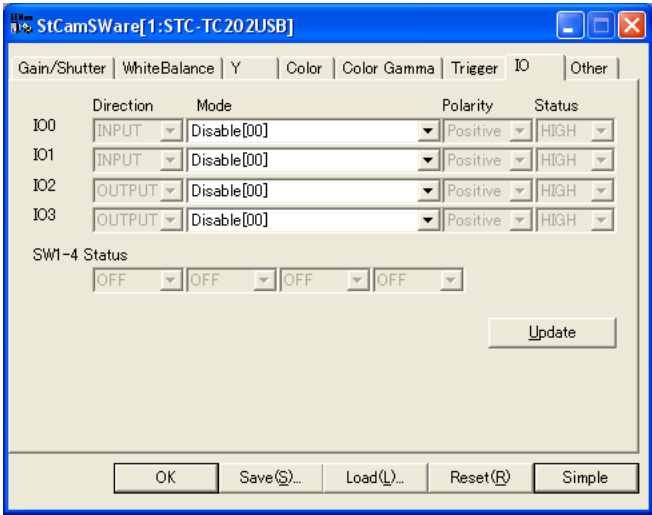 StCamSWare[1:STC-TC202USB]
Gain/Shutter WhiteBalance Y Color Color Gamma Trigger IO Other
Direction Mode Polarity Status
IO0 INPUT Disable[00] Positive HIGH
IO1 INPUT Disable[00] Positive HIGH
IO2 OUTPUT Disable[00] Positive HIGH
IO3 OUTPUT Disable[00] Positive HIGH
SW1-4 Status
OFF OFF OFF OFF
Update
OK Save(S)... Load(L)... Reset(R) Simple